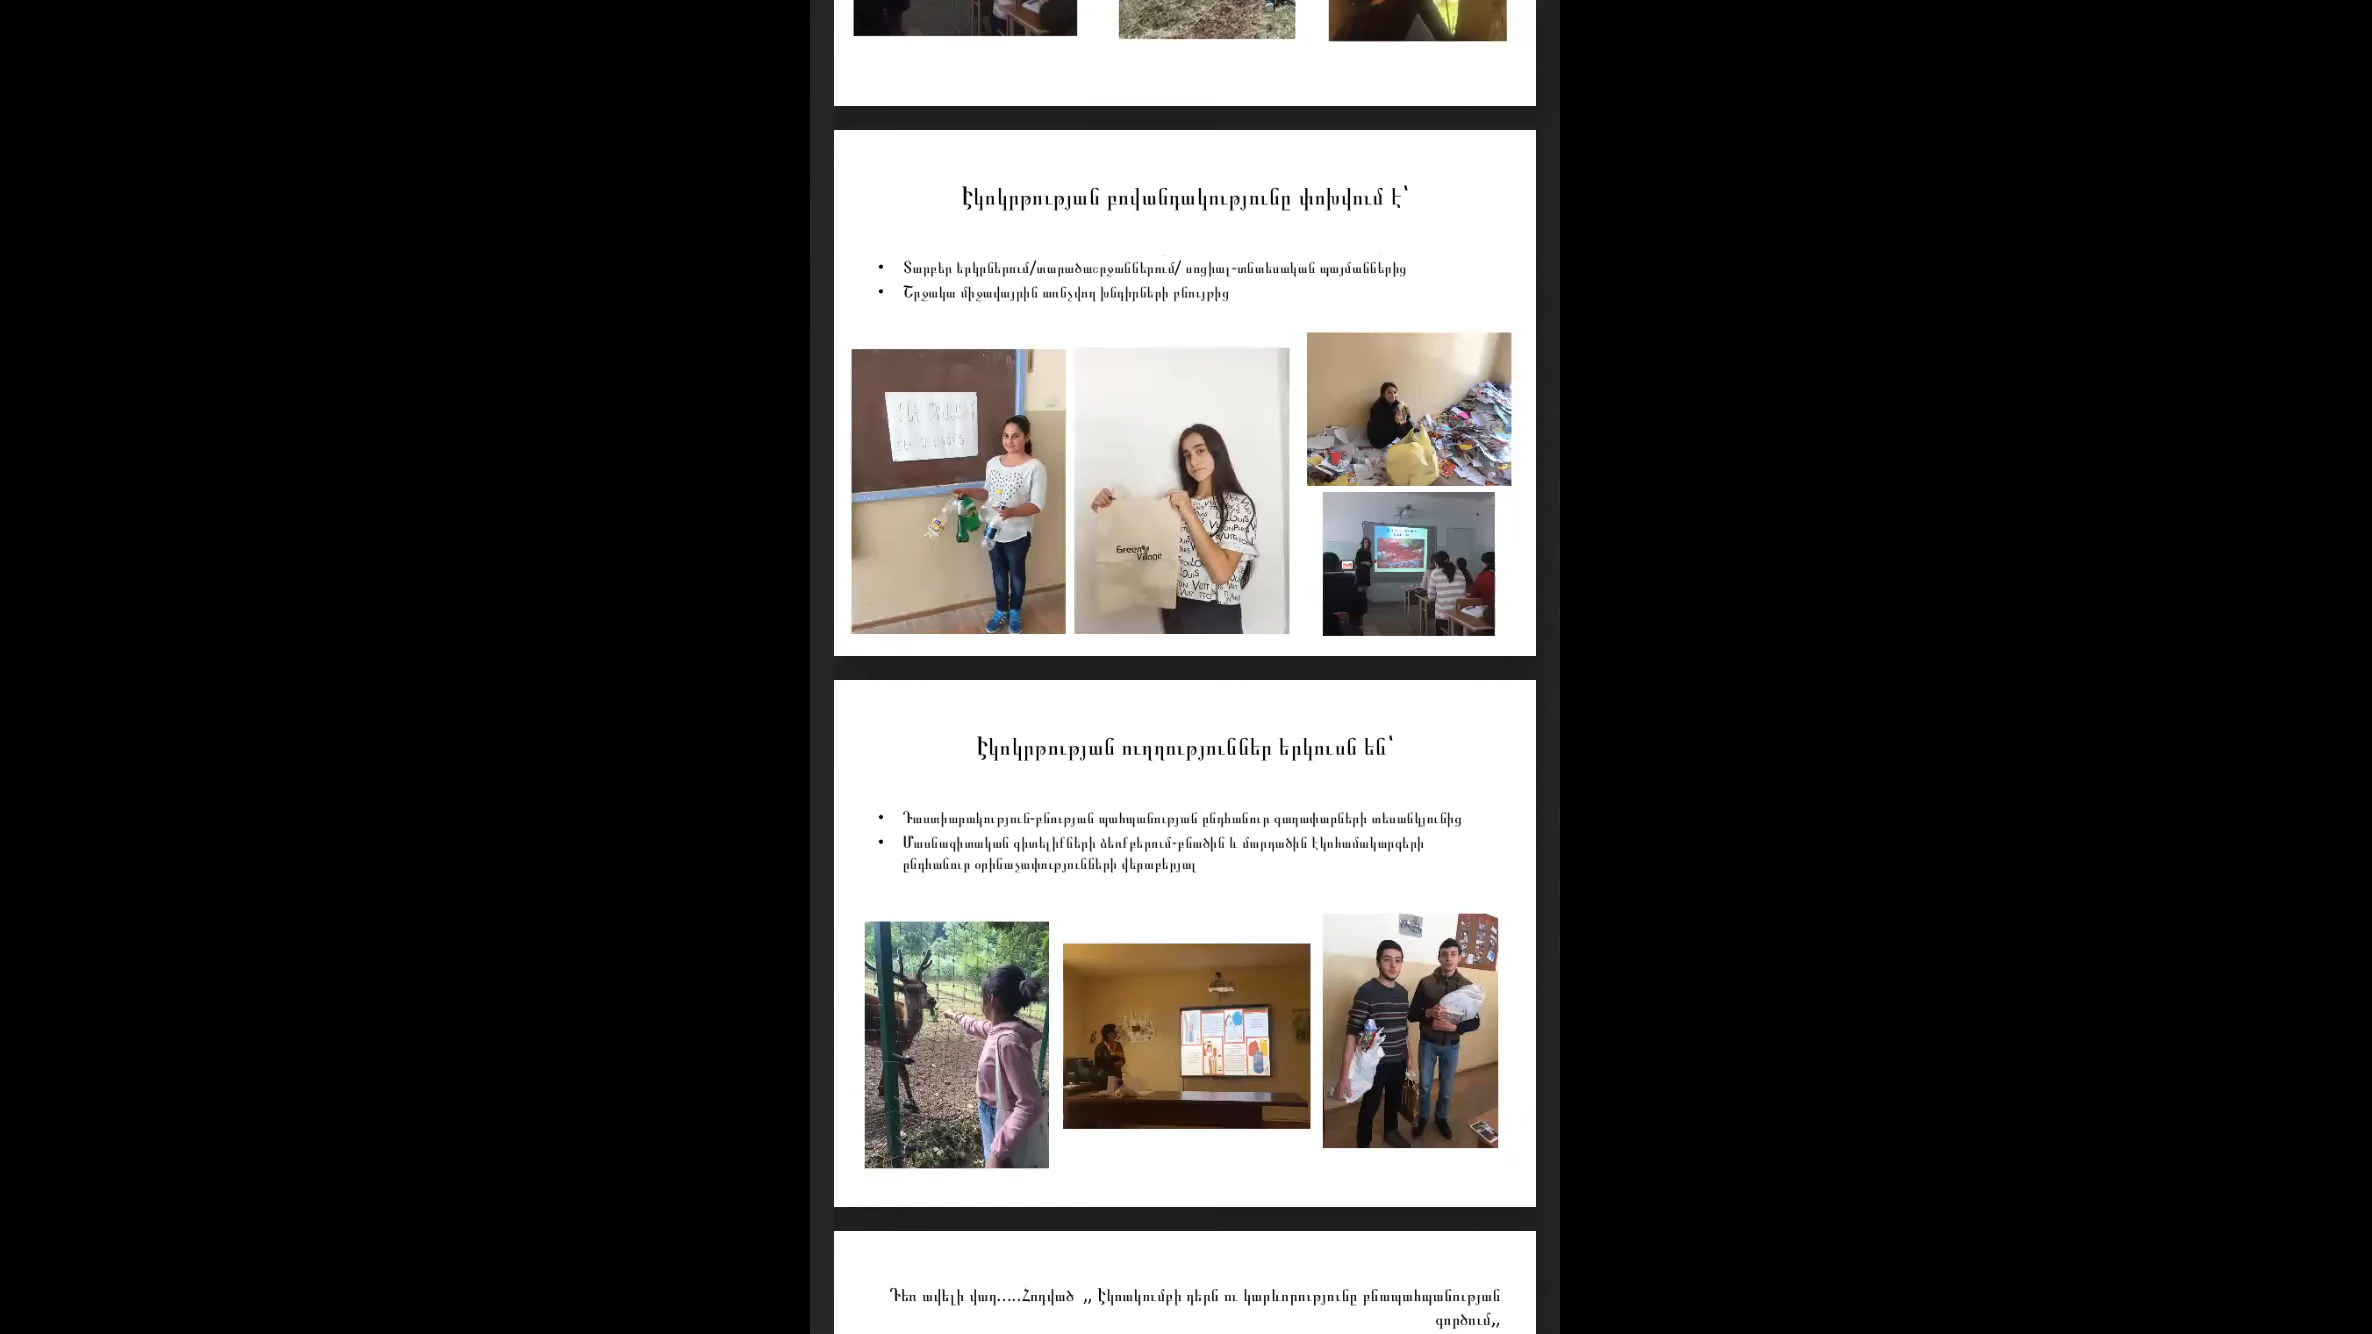 Էկոկրթության բովանդակությունը փոխվում է՝
• Տարբեր երկրներում/տարածաշրջաններում/ սոցիալ-տնտեսական պայմաններից
• Շրջակա միջավայրին առնչվող խնդիրների բնույթից
Green Village
Էկոկրթության ուղղություններ երկուսն են՝
• Դաստիարակություն-բնության պահպանության ընդհանուր գաղափարների տեսանկյունից
• Մասնագիտական գիտելիքների ձեռքբերում-բնածին և մարդածին էկոհամակարգերի
ընդհանուր օրինաչափությունների վերաբերյալ
Դեռ ավելի վաղ.....Հոդված ,, Էկոակումբի դերն ու կարևորությունը բնապահպանության
գործում,,